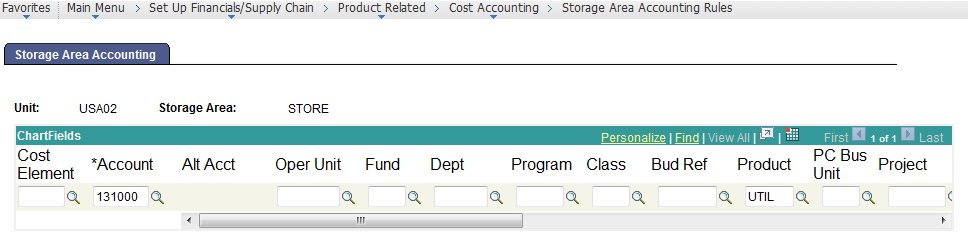 Favorites Main Menu > Set Up Financials/Supply Chain > Product Related > Cost Accounting > Storage Area Accounting Rules
Storage Area Accounting
Unit: USA02 Storage Area: STORE
ChartFields Personalize | Find | View All | | First 1 of 1 Last
Cost Element *Account Alt Acct Oper Unit Fund Dept Program Class Bud Ref Product PC Bus Unit Project
131000 UTIL